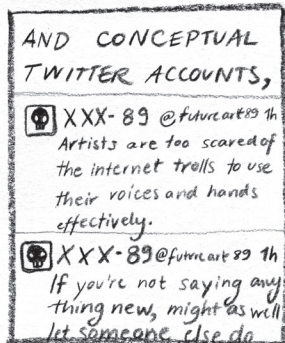 AND CONCEPTUAL
TWITTER ACCOUNTS,
XXX-89 @futureart89 1h
Artists are too scared of
the internet trolls to use
their voices and hands
effectively.
XXX-89 @futureart89 1h
If you're not saying any
thing new, might as well
let someone else do